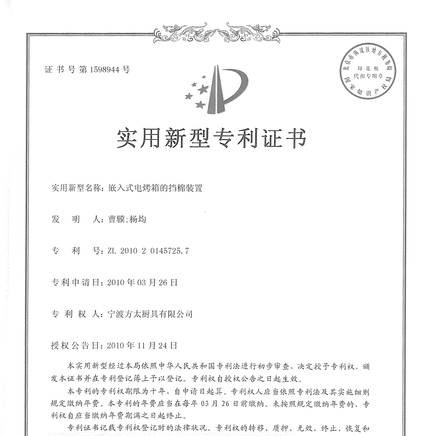 证书号第1598944号
实用新型专利证书
实用新型名称：嵌入式电烤箱的挡棉装置
发明人：曹骥;杨均
专利号：ZL 2010 2 0145725.7
专利申请日：2010年03月26日
专利权人：宁波方太厨具有限公司
授权公告日：2010年11月24日
本实用新型经过本局依照中华人民共和国专利法进行初步审查，决定授予专利权，颁
发本证书并在专利登记簿上予以登记。专利权自授权公告之日起生效。
本专利的专利权期限为十年，自申请日起算。专利权人应当依照专利法及其实施细则
规定缴纳年费。本专利的年费应当在每年03月26日前缴纳。未按照规定缴纳年费的，专
利权自应当缴纳年费期满之日起终止。
专利证书记载专利权登记时的法律状况。专利权的转移、质押、无效、终止、恢复和